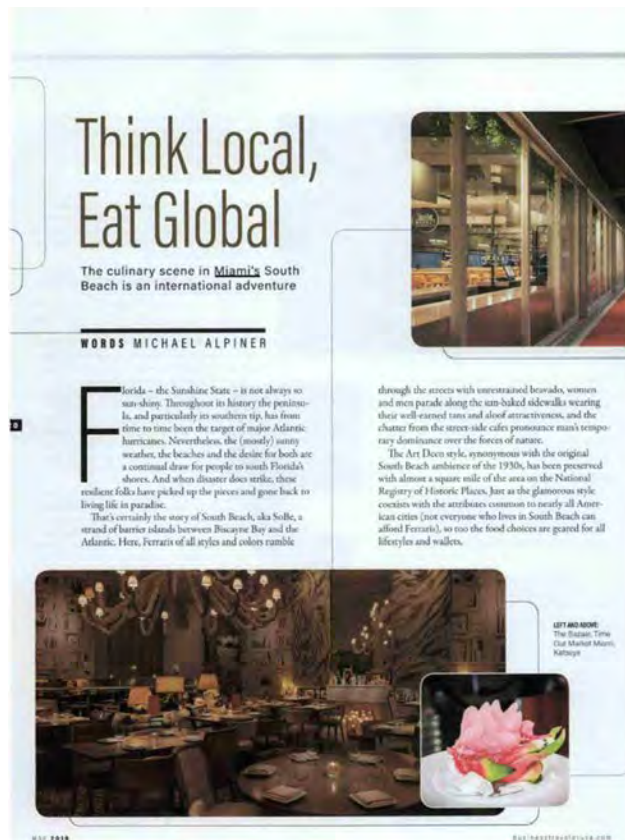 Think Local,
Eat Global
The culinary scene in Miami's South
Beach is an international adventure
WORDS MICHAEL ALPINER
Florida – the Sunshine State – is not always so
sun-shiny. Throughout its history the peninsu-
la, and particularly its southern tip, has from
time to time been the target of major Atlantic
hurricanes. Nevertheless, the (mostly) sunny
weather, the beaches and the desire for both are
a continual draw for people to south Florida's
shores. And when disaster does strike, these
resilient folks have picked up the pieces and gone back to
living life in paradise.
That's certainly the story of South Beach, aka SoBe, a
strand of barrier islands between Biscayne Bay and the
Atlantic. Here, Ferraris of all styles and colors rumble
through the streets with unrestrained bravado, women
and men parade along the sun-baked sidewalks wearing
their well-earned tans and aloof attractiveness, and the
chatter from the street-side cafes pronounce man's tempo-
rary dominance over the forces of nature.
The Art Deco style, synonymous with the original
South Beach ambience of the 1930s, has been preserved
with almost a square mile of the area on the National
Registry of Historic Places. Just as the glamorous style
coexists with the attributes common to nearly all Amer-
ican cities (not everyone who lives in South Beach can
afford Ferraris), so too the food choices are geared for all
lifestyles and wallets.
LEFT AND ABOVE:
The Bazaar, Time
Out Market Miami,
Katsuya
2019
businesstravelerusa.com